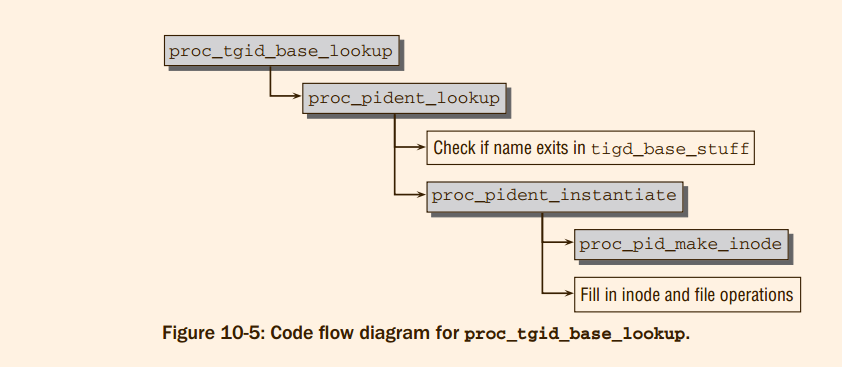 proc_tgid_base_lookup
proc_pident_lookup
Check if name exits in tigd_base_stuff
proc_pident_instantiate
proc_pid_make_inode
Fill in inode and file operations
Figure 10-5: Code flow diagram for proc_tgid_base_lookup.